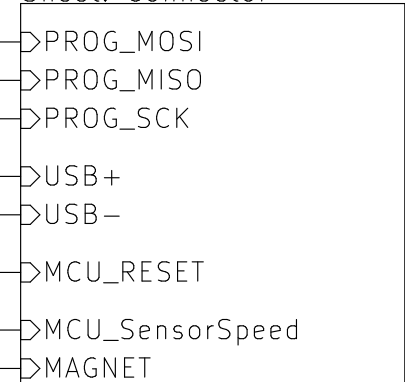 PROG_MOSI
PROG_MISO
PROG_SCK
USB+
USB-
MCU_RESET
MCU_SensorSpeed
MAGNET